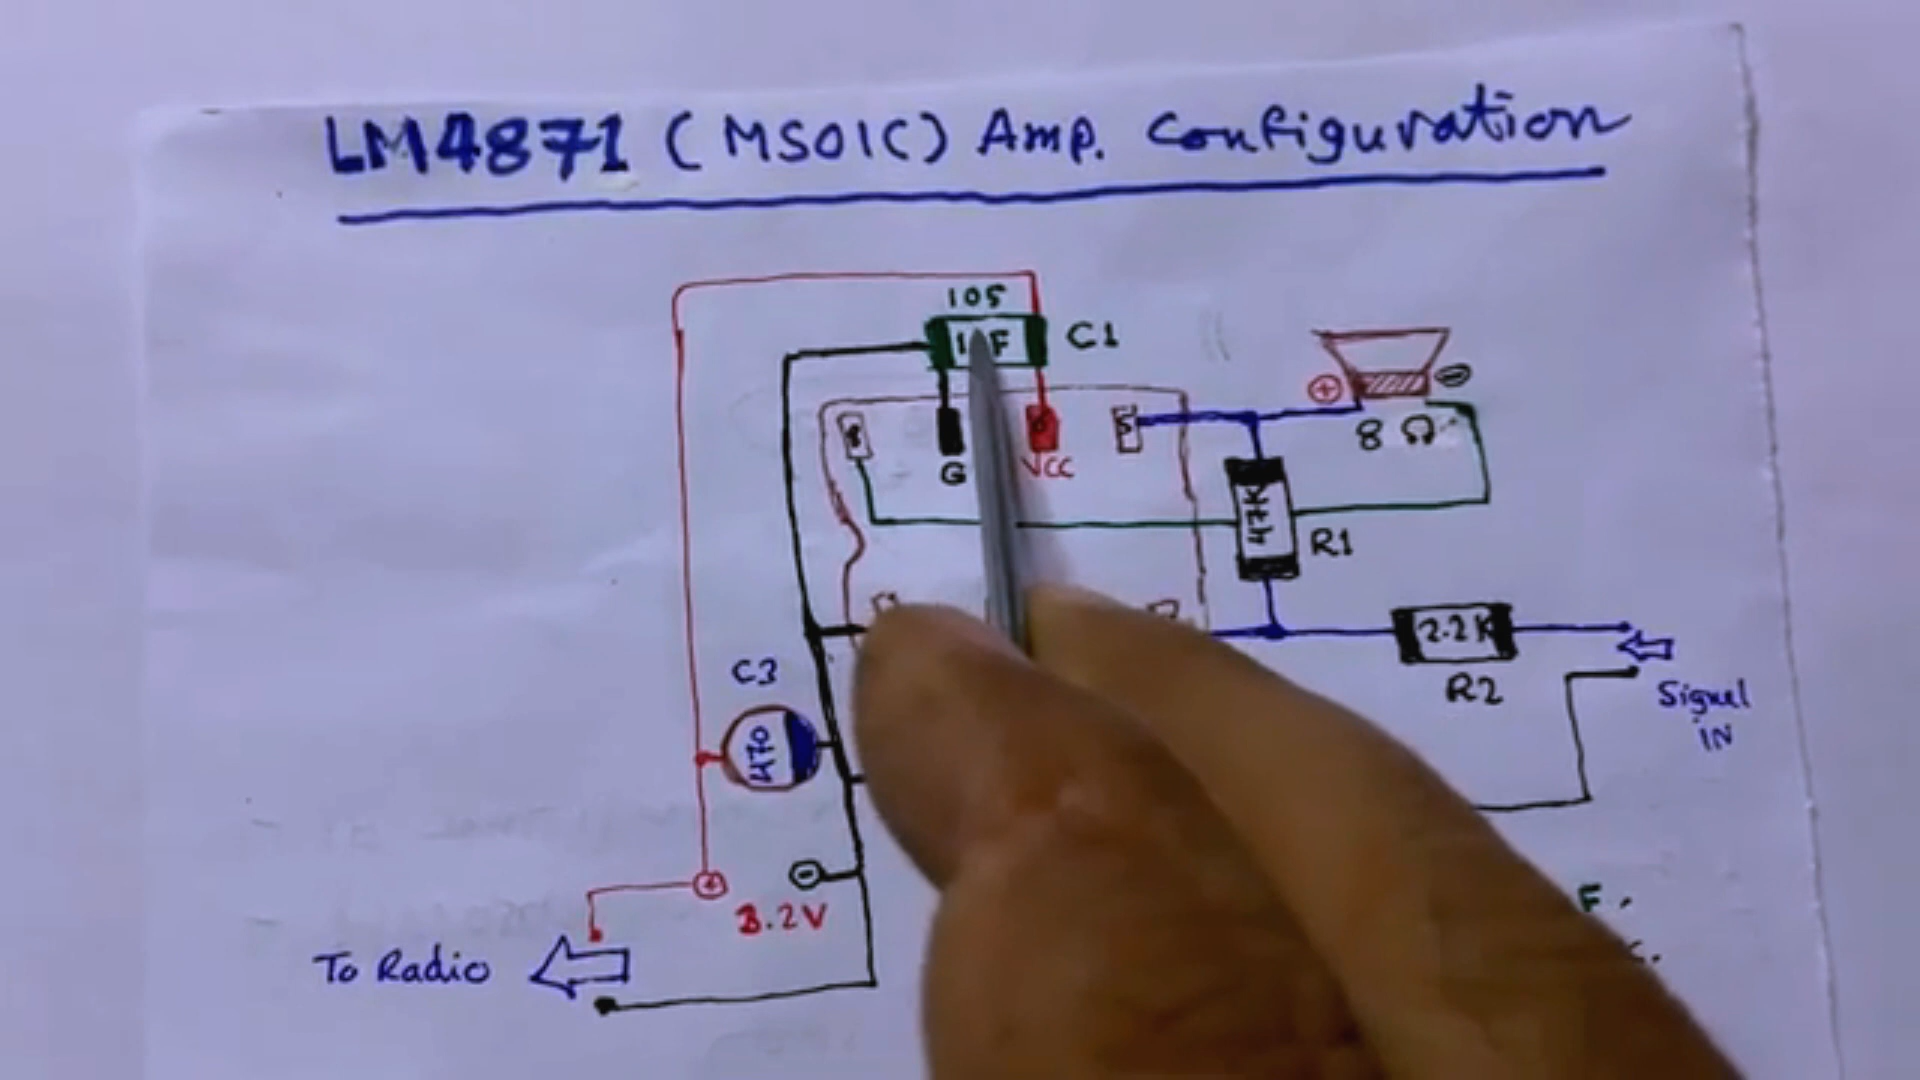 LM4871 (MSOIC) Amp. Configuration
105
C1
8
6
5
G
VCC
+
-
8 Ω
47K
R1
2.2K
R2
Signal
IN
C3
470
+
-
3.2V
To Radio
F.